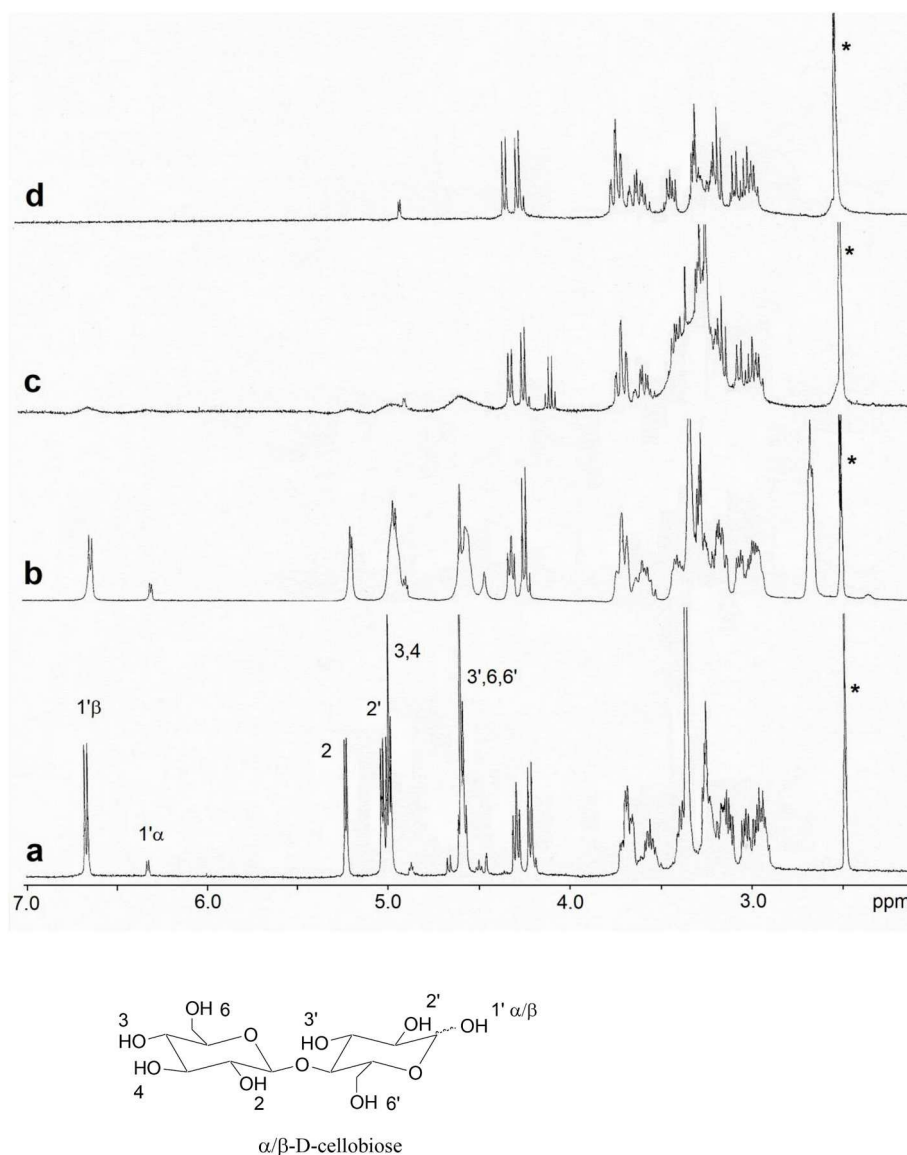 *
d
*
c
*
b
3,4
3',6,6'
*
1'β
2'
2
1'α
a
7.0 6.0 5.0 4.0 3.0 ppm
OH 6
2'
3
3'
OH
OH 1' α/β
HO
O
HO
HO
O
O
4
OH
2
OH 6'
α/β-D-cellobiose